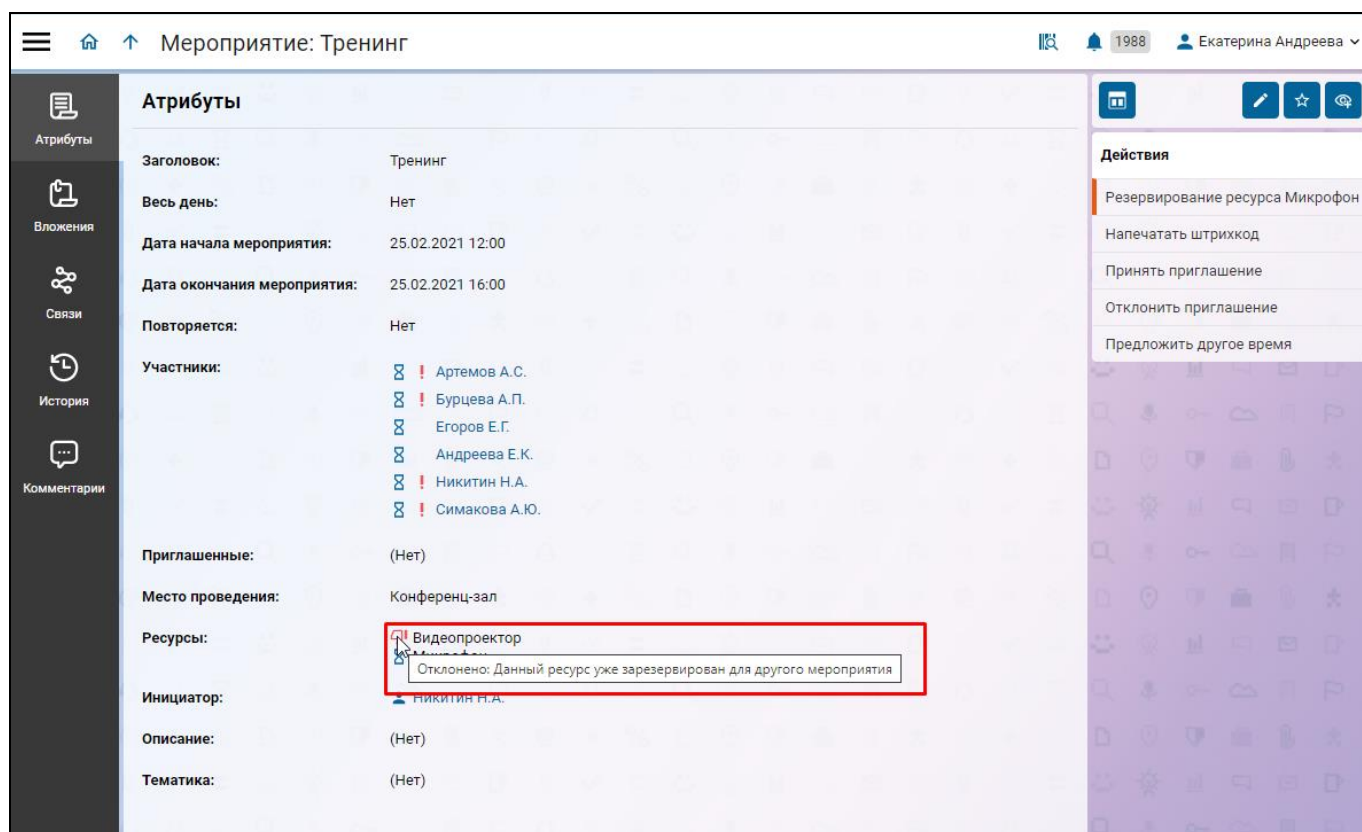 Мероприятие: Тренинг
1988
Екатерина Андреева
Атрибуты
Вложения
Связи
История
Комментарии
Атрибуты
Заголовок: Тренинг
Весь день: Нет
Дата начала мероприятия: 25.02.2021 12:00
Дата окончания мероприятия: 25.02.2021 16:00
Повторяется: Нет
Участники: ! Артемов А.С.
! Бурцева А.П.
Егоров Е.Г.
Андреева Е.К.
! Никитин Н.А.
! Симакова А.Ю.
Приглашенные: (Нет)
Место проведения: Конференц-зал
Ресурсы: Видеопроектор
Микрофон
Отклонено: Данный ресурс уже зарезервирован для другого мероприятия
Инициатор: Никитин Н.А.
Описание: (Нет)
Тематика: (Нет)
Действия
Резервирование ресурса Микрофон
Напечатать штрихкод
Принять приглашение
Отклонить приглашение
Предложить другое время